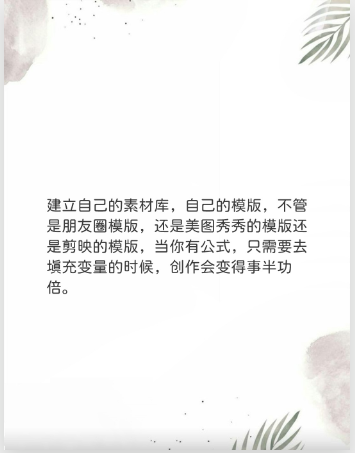 建立自己的素材库，自己的模版，不管
是朋友圈模版，还是美图秀秀的模版还
是剪映的模版，当你有公式，只需要去
填充变量的时候，创作会变得事半功
倍。